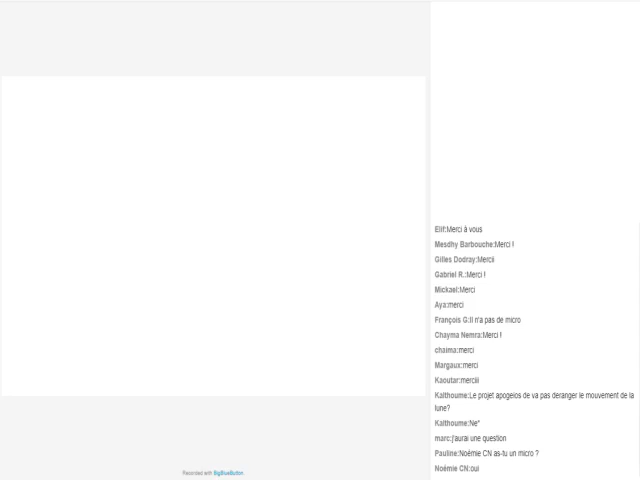 Elif:Merci à vous
Mesdhy Barbouche:Merci !
Gilles Dodray:Mercii
Gabriel R.:Merci !
Mickael:Merci
Aya:merci
François G:Il n'a pas de micro
Chayma Nemra:Merci !
chaima:merci
Margaux:merci
Kaoutar:merciii
Kalthoume:Le projet apogeios de va pas deranger le mouvement de la
lune?
Kalthoume:Ne*
marc:j'aurai une question
Pauline:Noémie CN as-tu un micro ?
Noémie CN:oui
Recorded with BigBlueButton.